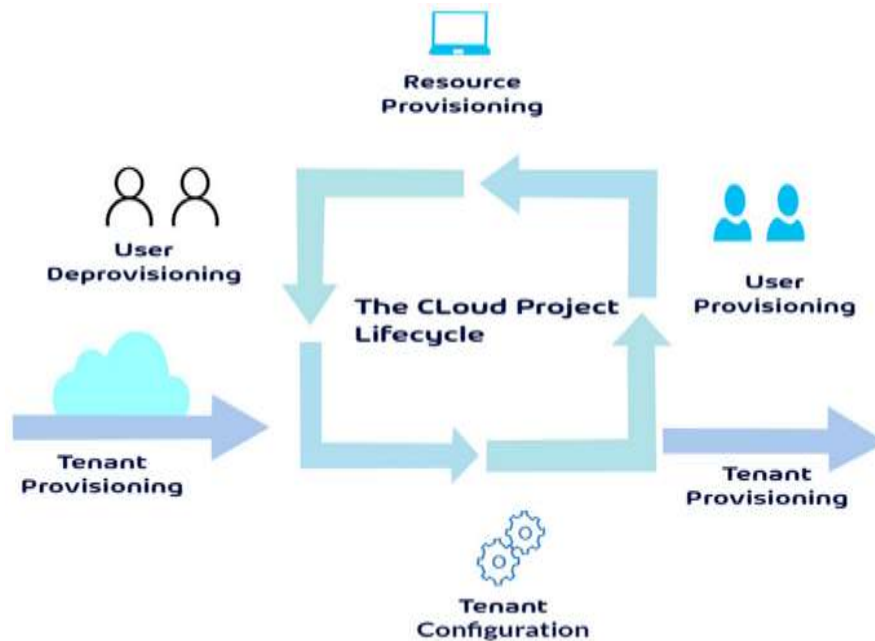 Resource
Provisioning
User
Deprovisioning
The CLoud Project
Lifecycle
User
Provisioning
Tenant
Provisioning
Tenant
Provisioning
Tenant
Configuration